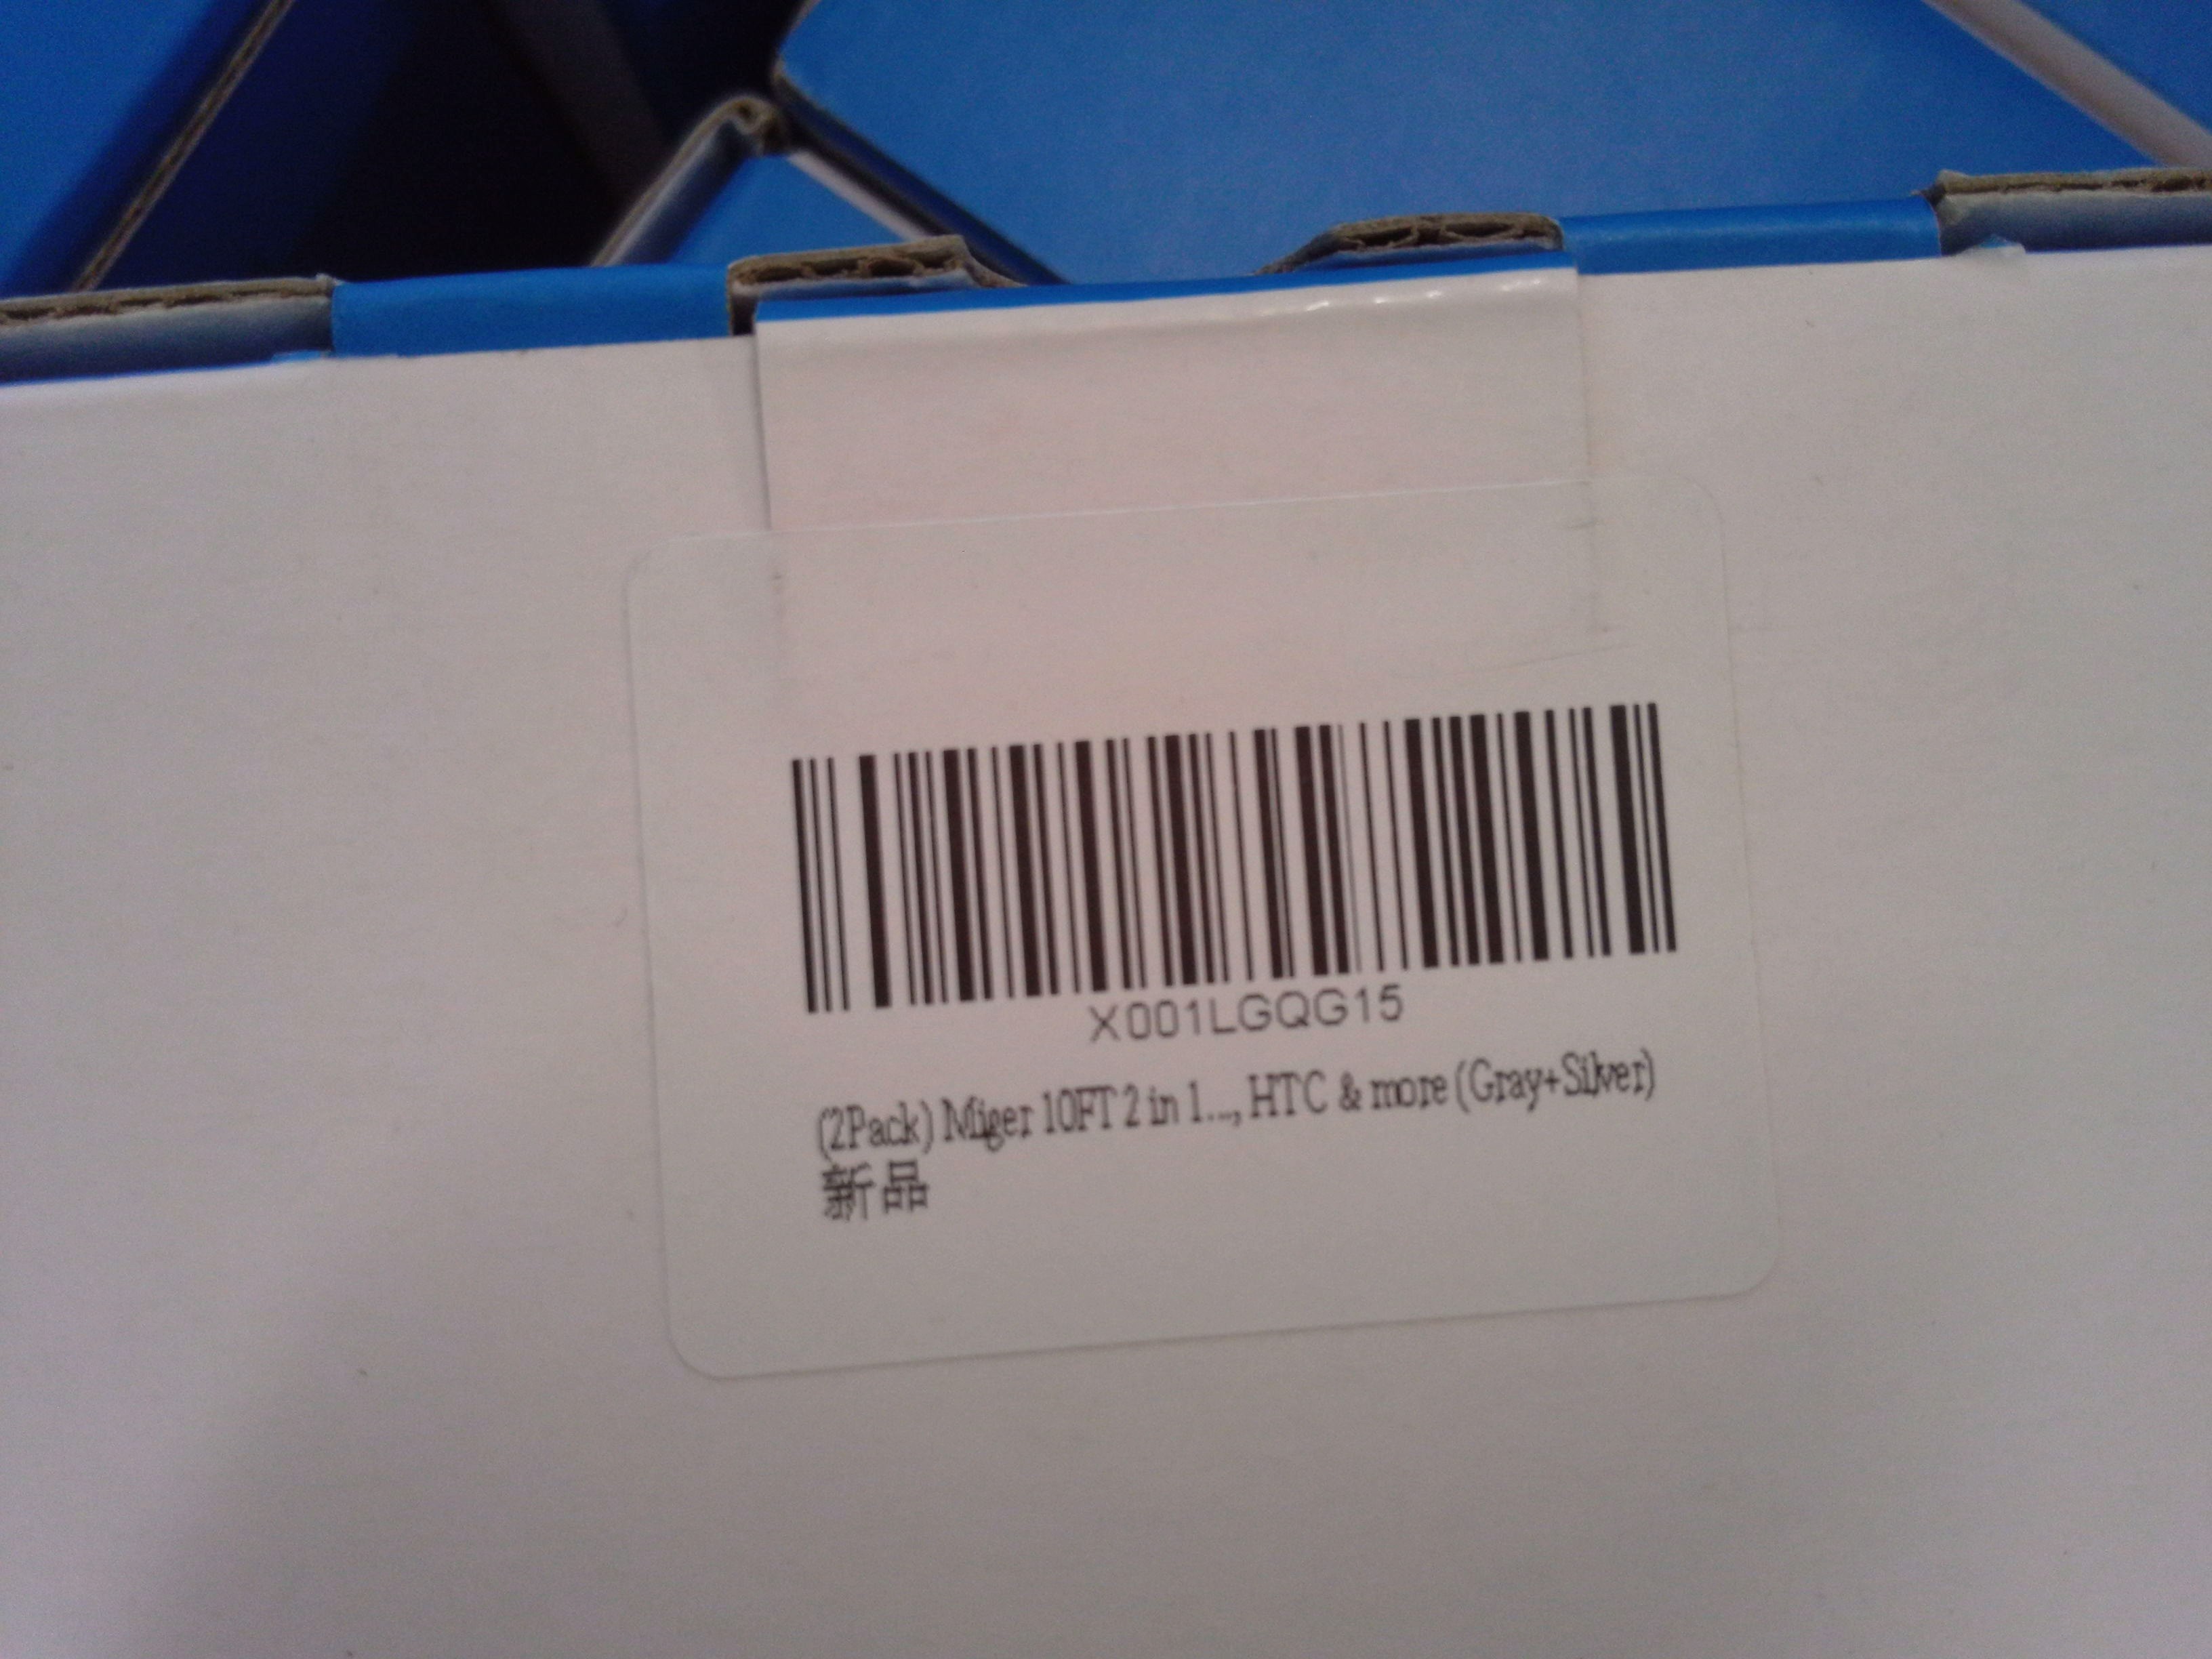 X001LGQG15
(2Pack) Miger 10FT 2 in 1..., HTC & more (Gray+Silver)
新品